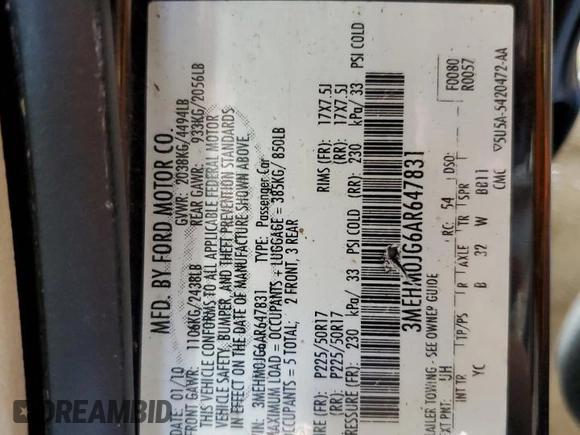 MFD. BY FORD MOTOR CO.
DATE 01/10 GVWR: 2038KG/4494LB
FRONT GAWR: 1106KG/2438LB REAR GAWR: 933KG/2056LB
THIS VEHICLE CONFORMS TO ALL APPLICABLE FEDERAL MOTOR
VEHICLE SAFETY, BUMPER, AND THEFT PREVENTION STANDARDS
IN EFFECT ON THE DATE OF MANUFACTURE SHOWN ABOVE.
VIN: 3MEHM0JG6AR647831 TYPE: Passenger Car
MAXIMUM LOAD = OCCUPANTS + LUGGAGE = 385KG/ 850LB
OCCUPANTS = 5 TOTAL; 2 FRONT, 3 REAR
TIRES (FR): P225/50R17 RIMS (FR): 17X7.5J
(RR): P225/50R17 (RR): 17X7.5J
PRESSURE (FR): 230 kPa/ 33 PSI COLD (RR): 230 kPa/ 33 PSI COLD
3MEHM0JG6AR647831
TRAILER TOWING - SEE OWNER GUIDE
F0080
R0057
EXT PNT: UH RC: 54 DSO:
INT TR TP/PS R AXLE TR SPR
YC B 32 W B011
CMC
▽5U5A-5420472-AA
DREAMBID